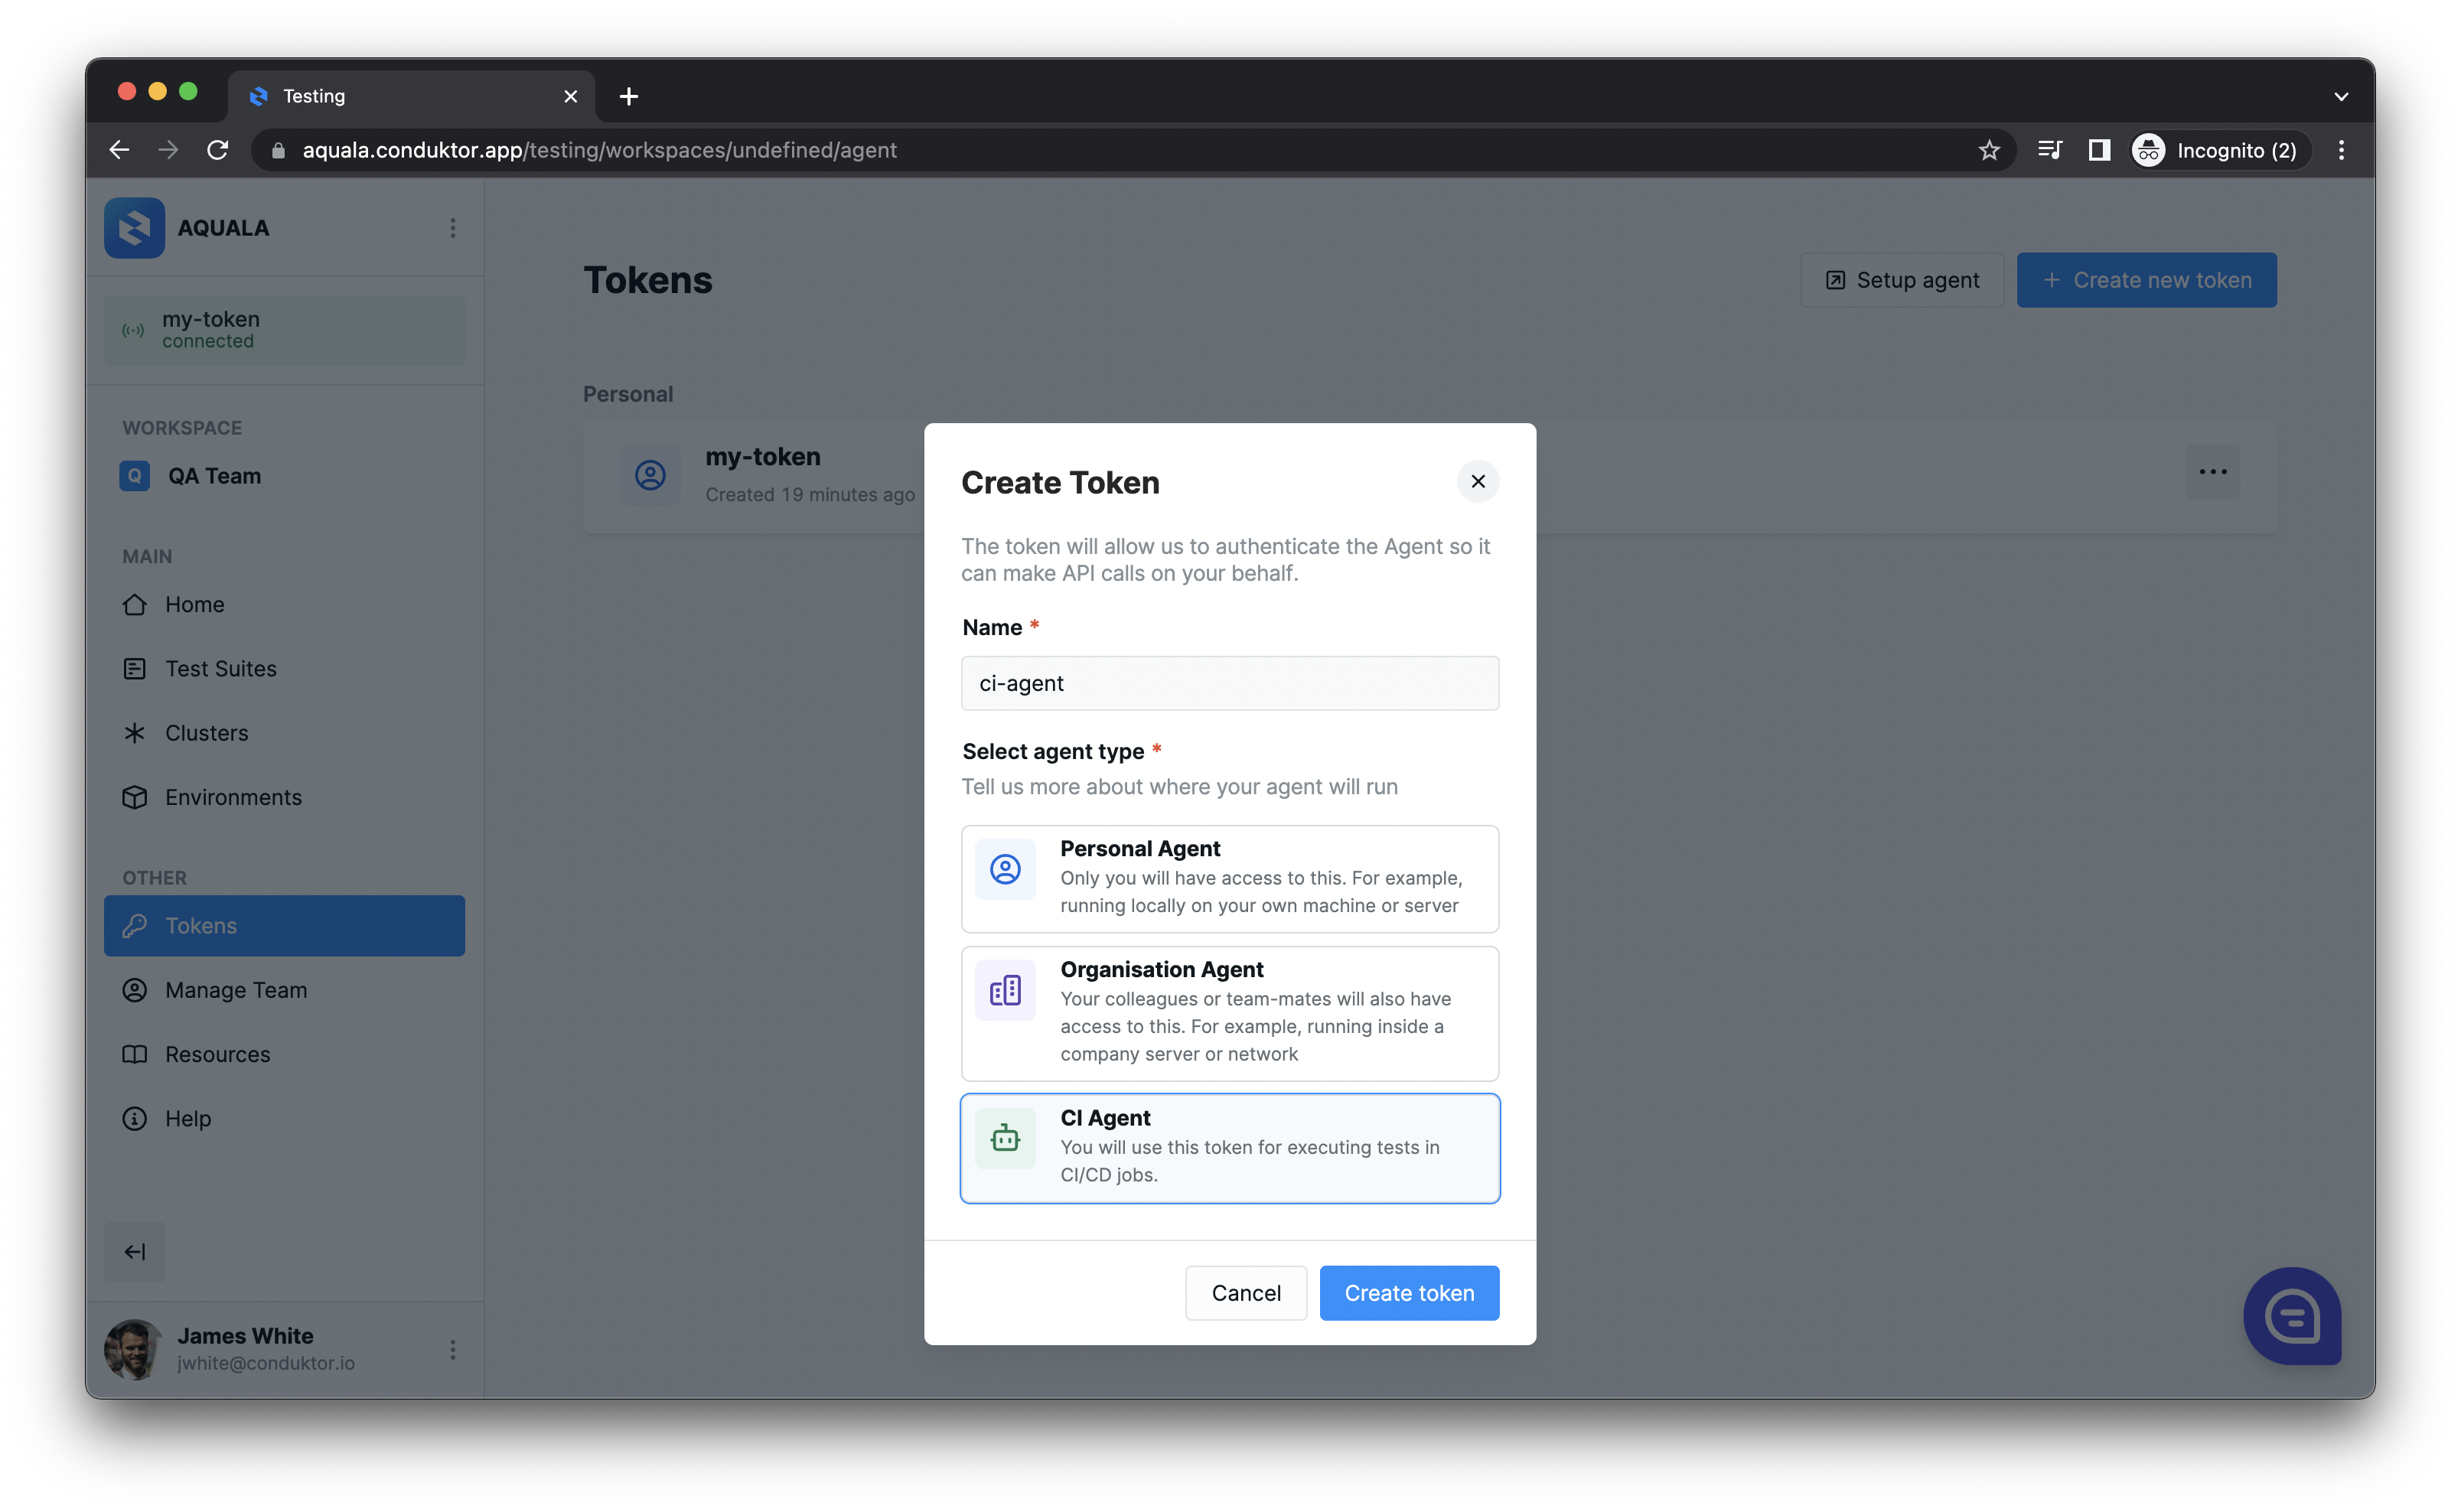 Testing
aquala.conduktor.app/testing/workspaces/undefined/agent
Incognito (2)
AQUALA
my-token
connected
WORKSPACE
Q
QA Team
MAIN
Home
Test Suites
Clusters
Environments
OTHER
Tokens
Manage Team
Resources
Help
James White
jwhite@conduktor.io
Tokens
Setup agent
Create new token
Personal
my-token
Created 19 minutes ago
Create Token
The token will allow us to authenticate the Agent so it
can make API calls on your behalf.
Name *
ci-agent
Select agent type *
Tell us more about where your agent will run
Personal Agent
Only you will have access to this. For example,
running locally on your own machine or server
Organisation Agent
Your colleagues or team-mates will also have
access to this. For example, running inside a
company server or network
CI Agent
You will use this token for executing tests in
CI/CD jobs.
Cancel
Create token